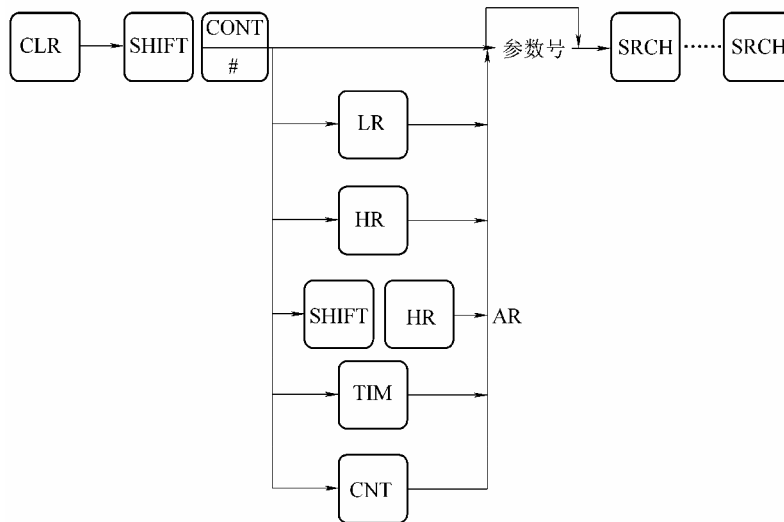 CLR
SHIFT
CONT
#
参数号
SRCH
SRCH
LR
HR
SHIFT
HR
AR
TIM
CNT